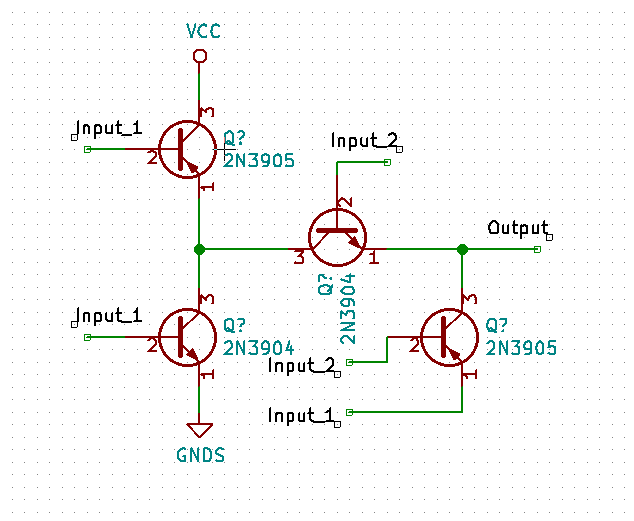 VCC
Input_1
3
Q?
2N3905
2
1
Input_2
2
3
1
Q?
2N3904
Output
Input_1
3
Q?
2N3904
2
1
3
Q?
2N3905
2
1
Input_2
Input_1
GNDS